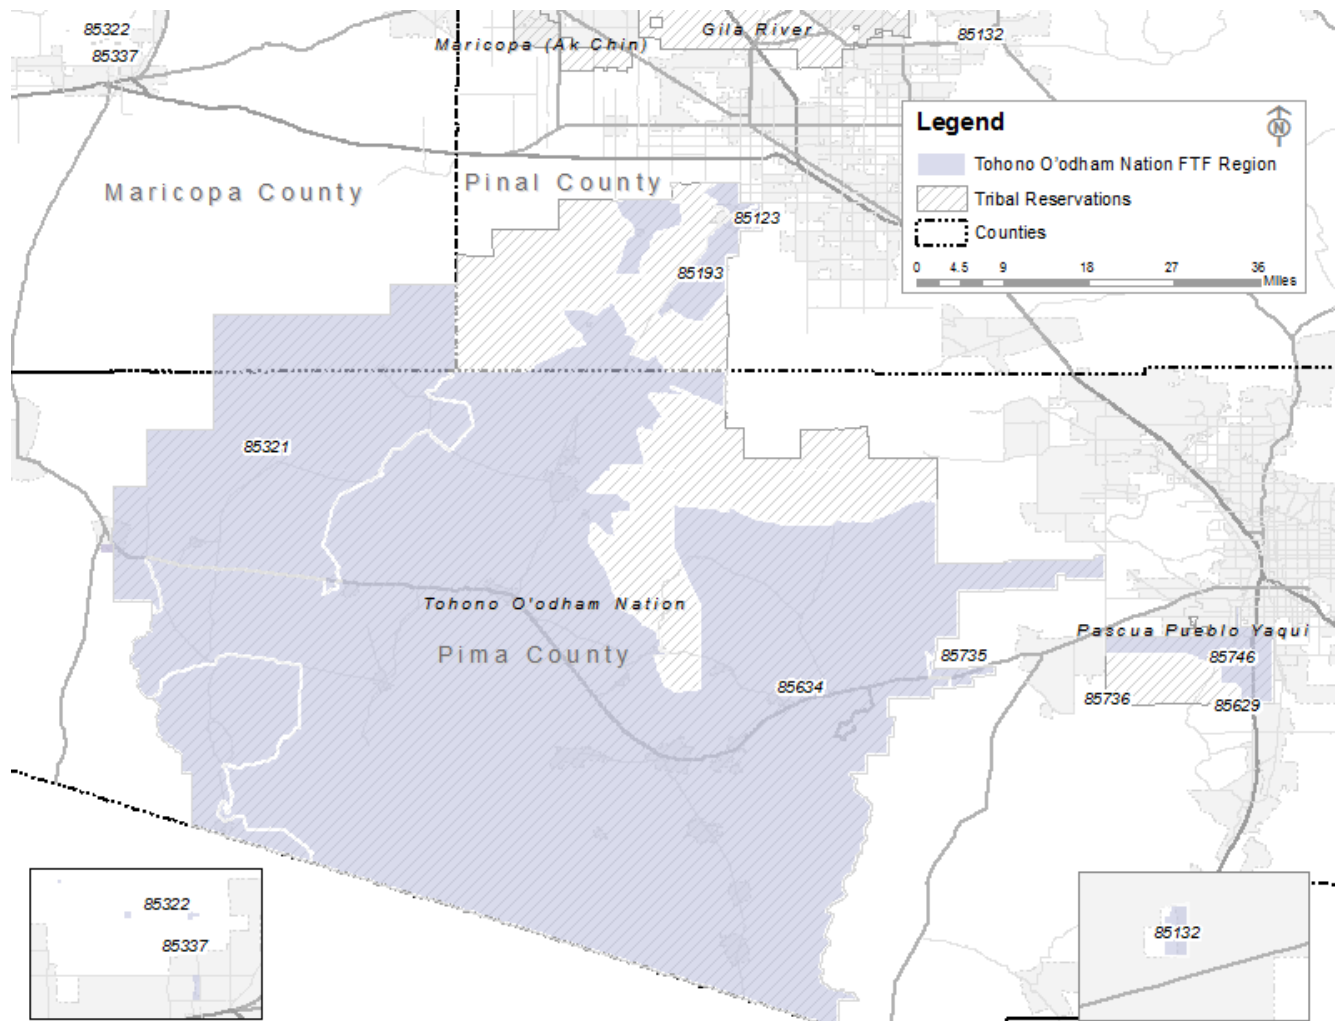 85322
85337
Maricopa (Ak Chin)
Gila River
85132
Legend
N
Tohono O'odham Nation FTF Region
Tribal Reservations
Counties
0 4.5 9 18 27 36
Miles
Maricopa County
Pinal County
85123
85193
85321
Tohono O'odham Nation
Pima County
Pascua Pueblo Yaqui
85735
85746
85634
85736
85629
85322
85337
85132